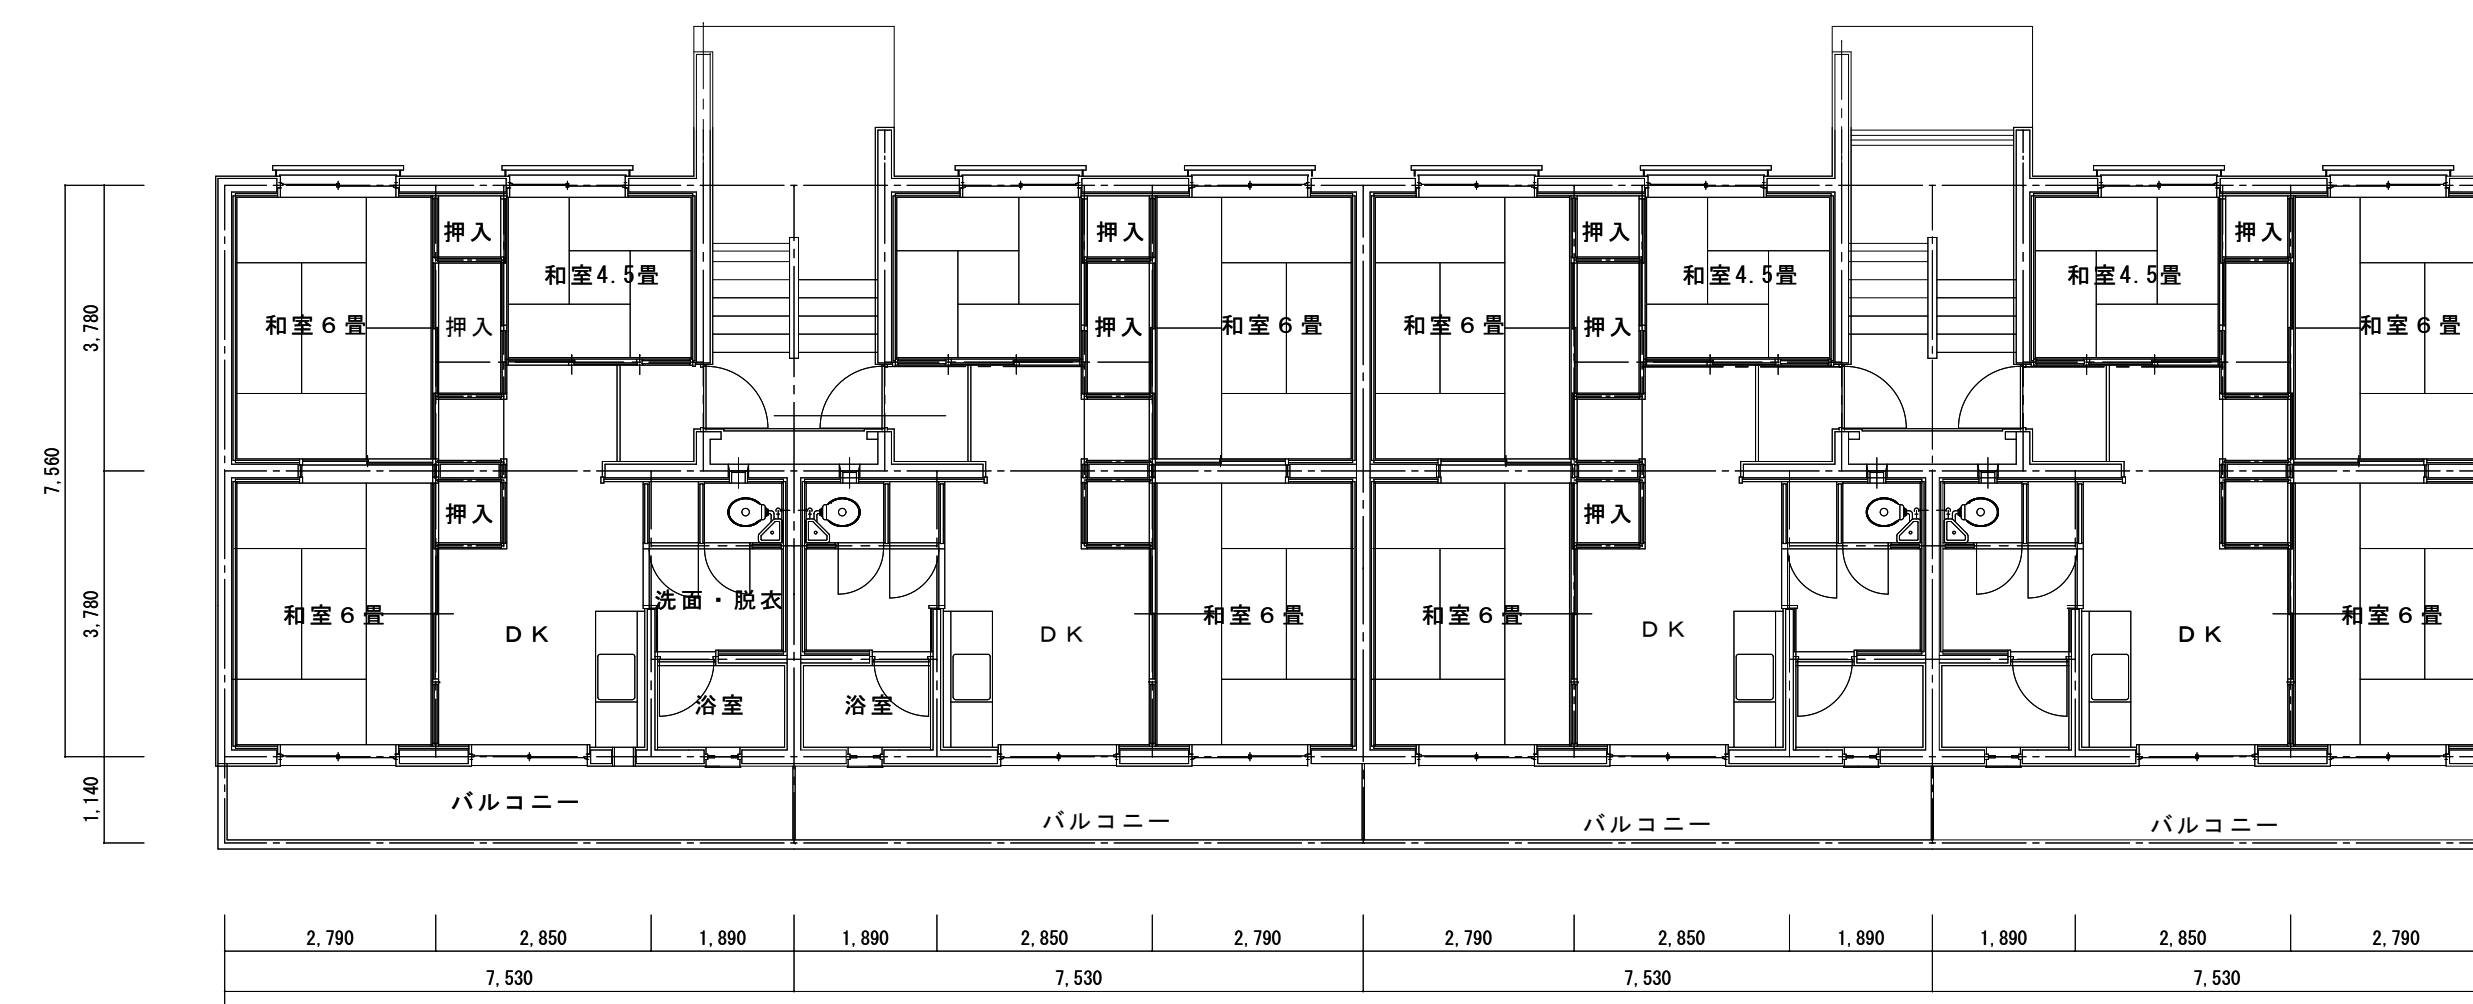 押入
押入
押入
押入
和室4.5畳
和室4.5畳
和室4.5畳
和室６畳
押入
押入
和室６畳
和室６畳
押入
和室６畳
3,780
7,560
押入
押入
3,780
和室６畳
DK
洗面・脱衣
DK
和室６畳
和室６畳
DK
DK
和室６畳
浴室
浴室
1,140
バルコニー
バルコニー
バルコニー
バルコニー
2,790 2,850 1,890 1,890 2,850 2,790 2,790 2,850 1,890 1,890 2,850 2,790
7,530 7,530 7,530 7,530